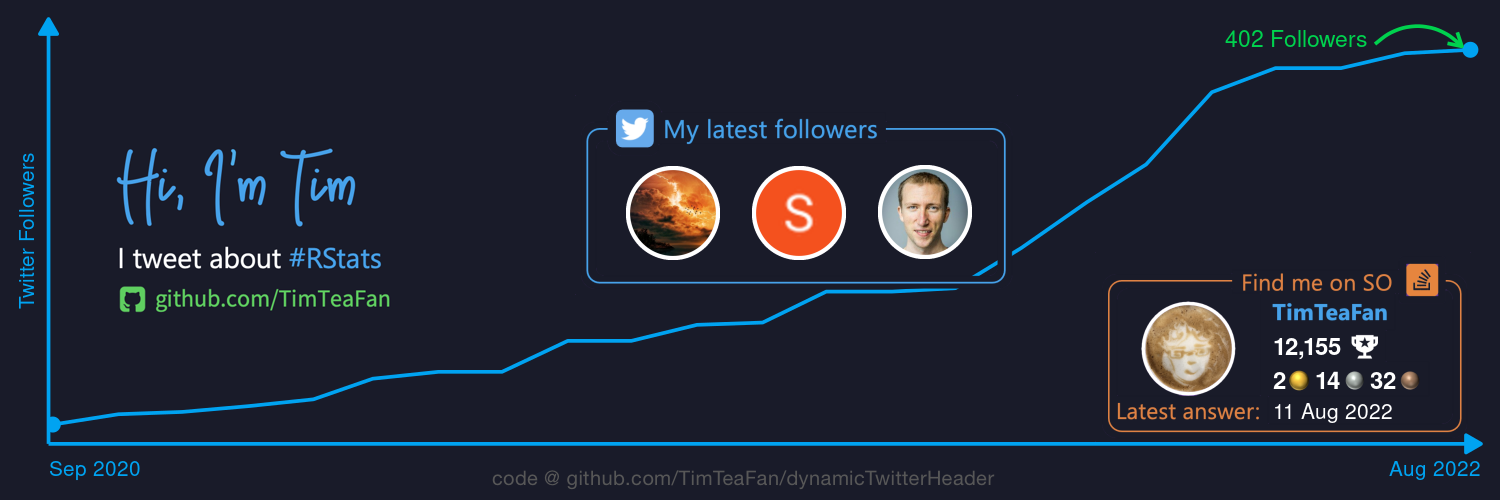 402 Followers
My latest followers
S
Twitter Followers
Hi, I'm Tim
I tweet about #RStats
github.com/TimTeaFan
Find me on SO
TimTeaFan
12,155
2 14 32
Latest answer: 11 Aug 2022
Sep 2020
Aug 2022
code @ github.com/TimTeaFan/dynamicTwitterHeader